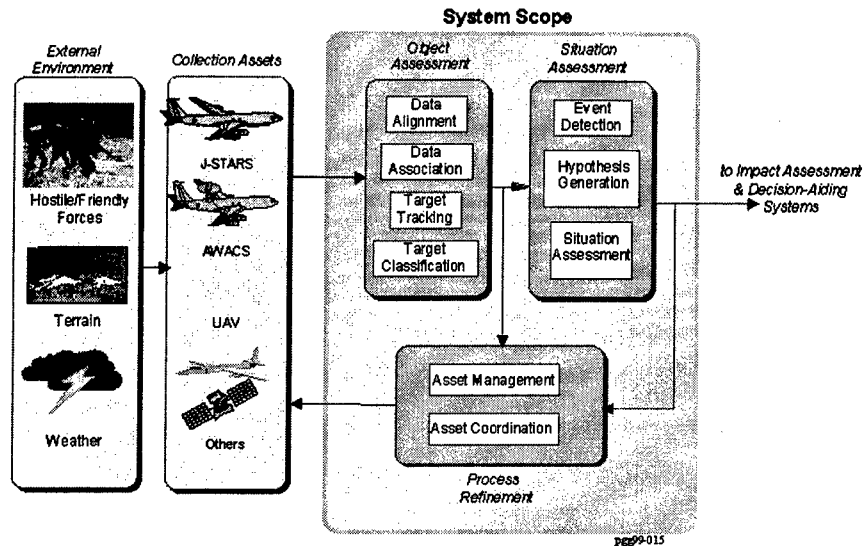 System Scope
External
Environment
Collection Assets
Object
Assessment
Situation
Assessment
Hostile/Friendly
Forces
Terrain
Weather
J-STARS
AWACS
UAV
Others
Data
Alignment
Data
Association
Target
Tracking
Target
Classification
Event
Detection
Hypothesis
Generation
Situation
Assessment
to Impact Assessment
& Decision-Aiding
Systems
Asset Management
Asset Coordination
Process
Refinement
pgg99-015